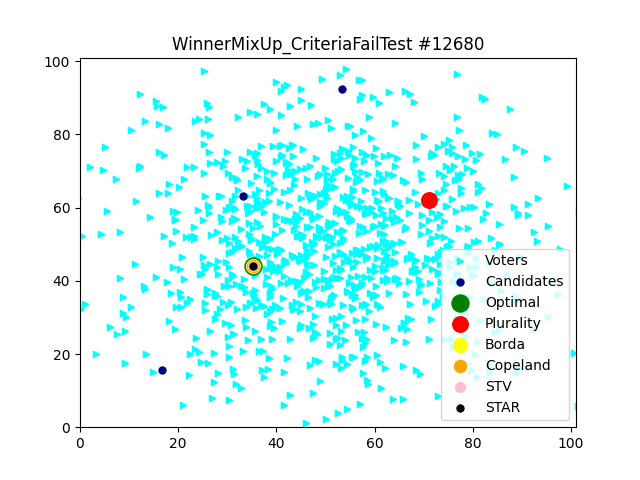 WinnerMixUp_CriteriaFailTest #12680
100
80
60
40
20
0
0 20 40 60 80 100
Voters
Candidates
Optimal
Plurality
Borda
Copeland
STV
STAR